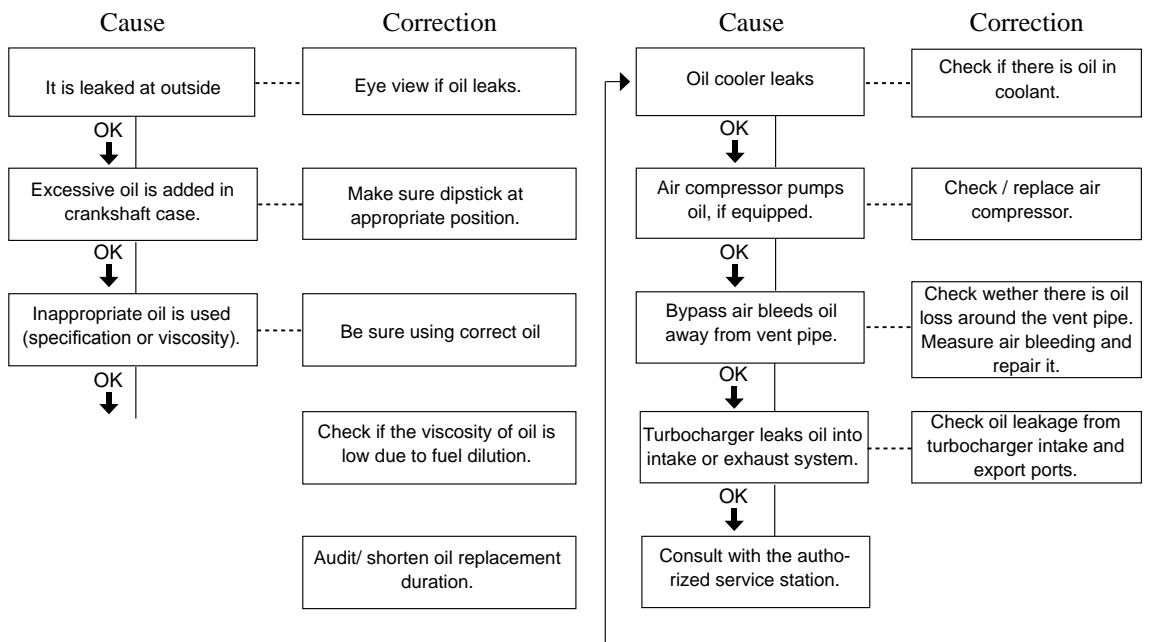 Cause
Correction
It is leaked at outside
Eye view if oil leaks.
OK
Excessive oil is added in
crankshaft case.
Make sure dipstick at
appropriate position.
OK
Inappropriate oil is used
(specification or viscosity).
Be sure using correct oil
OK
Check if the viscosity of oil is
low due to fuel dilution.
Audit/ shorten oil replacement
duration.
Cause
Correction
Oil cooler leaks
Check if there is oil in
coolant.
OK
Air compressor pumps
oil, if equipped.
Check / replace air
compressor.
OK
Bypass air bleeds oil
away from vent pipe.
Check wether there is oil
loss around the vent pipe.
Measure air bleeding and
repair it.
OK
Turbocharger leaks oil into
intake or exhaust system.
Check oil leakage from
turbocharger intake and
export ports.
OK
Consult with the autho-
rized service station.